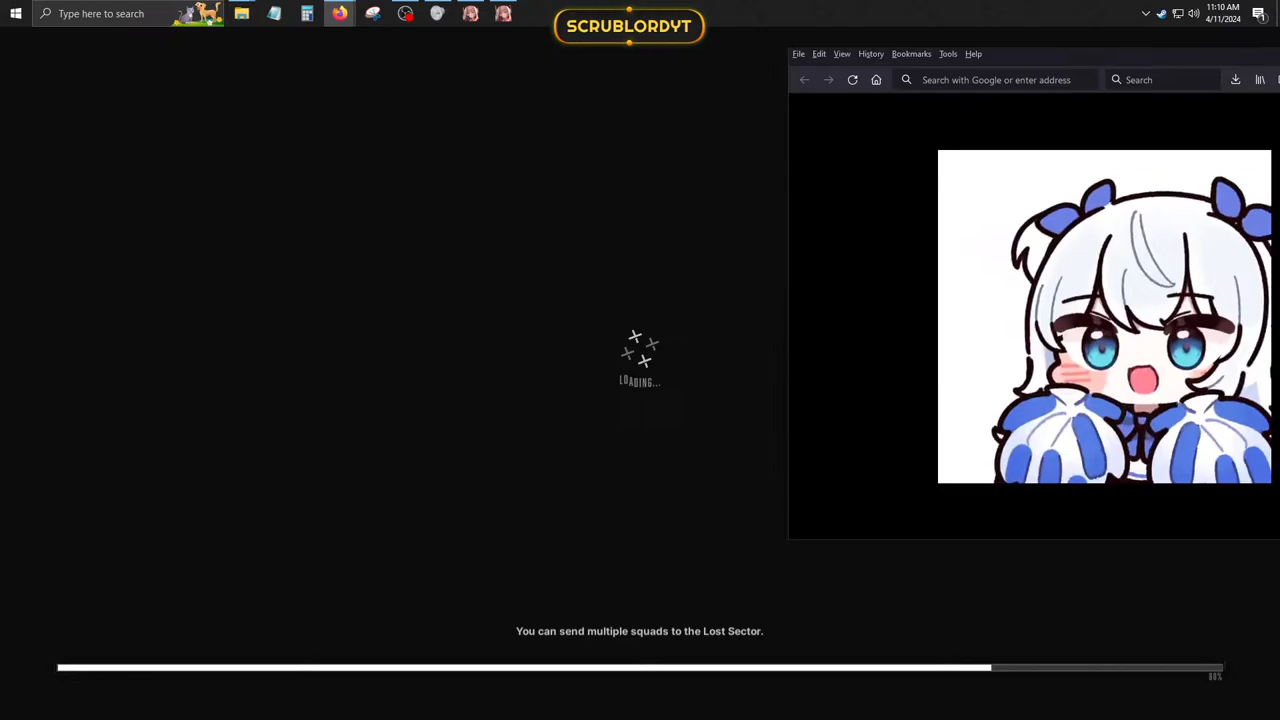 Type here to search
11:10 AM
4/11/2024
SCRUBLORDYT
File Edit View History Bookmarks Tools Help
Search with Google or enter address
Search
LOADING...
You can send multiple squads to the Lost Sector.
80%